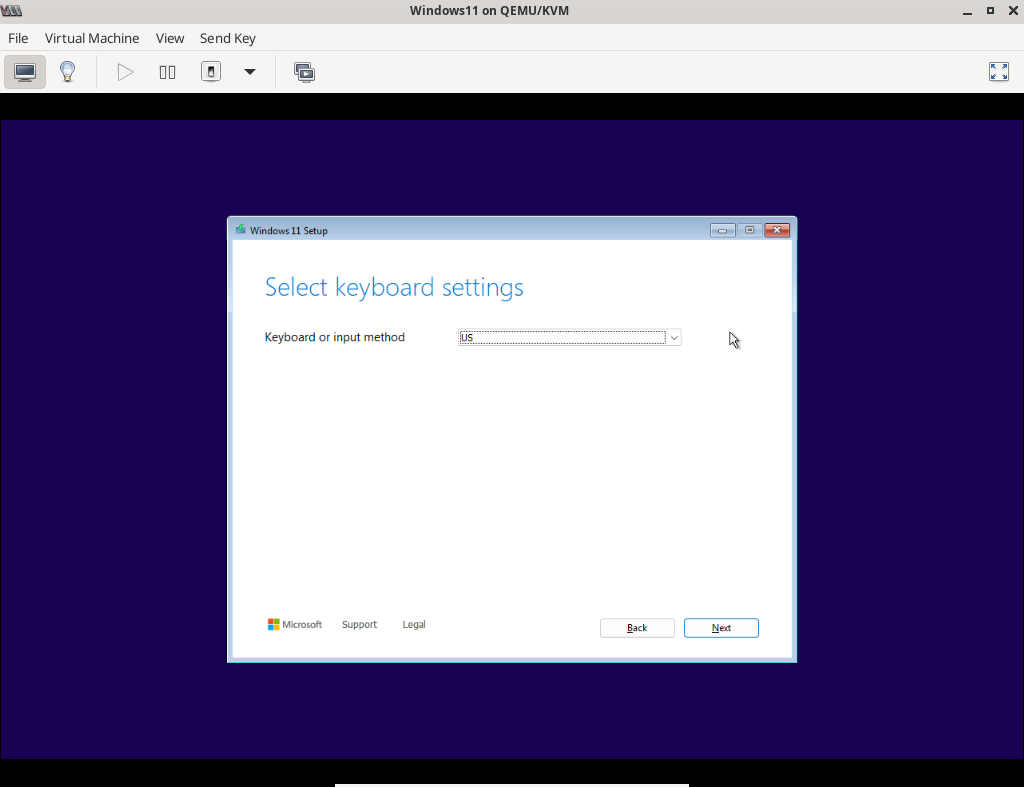 Windows11 on QEMU/KVM
File Virtual Machine View Send Key
Windows 11 Setup
Select keyboard settings
Keyboard or input method US
Microsoft Support Legal Back Next